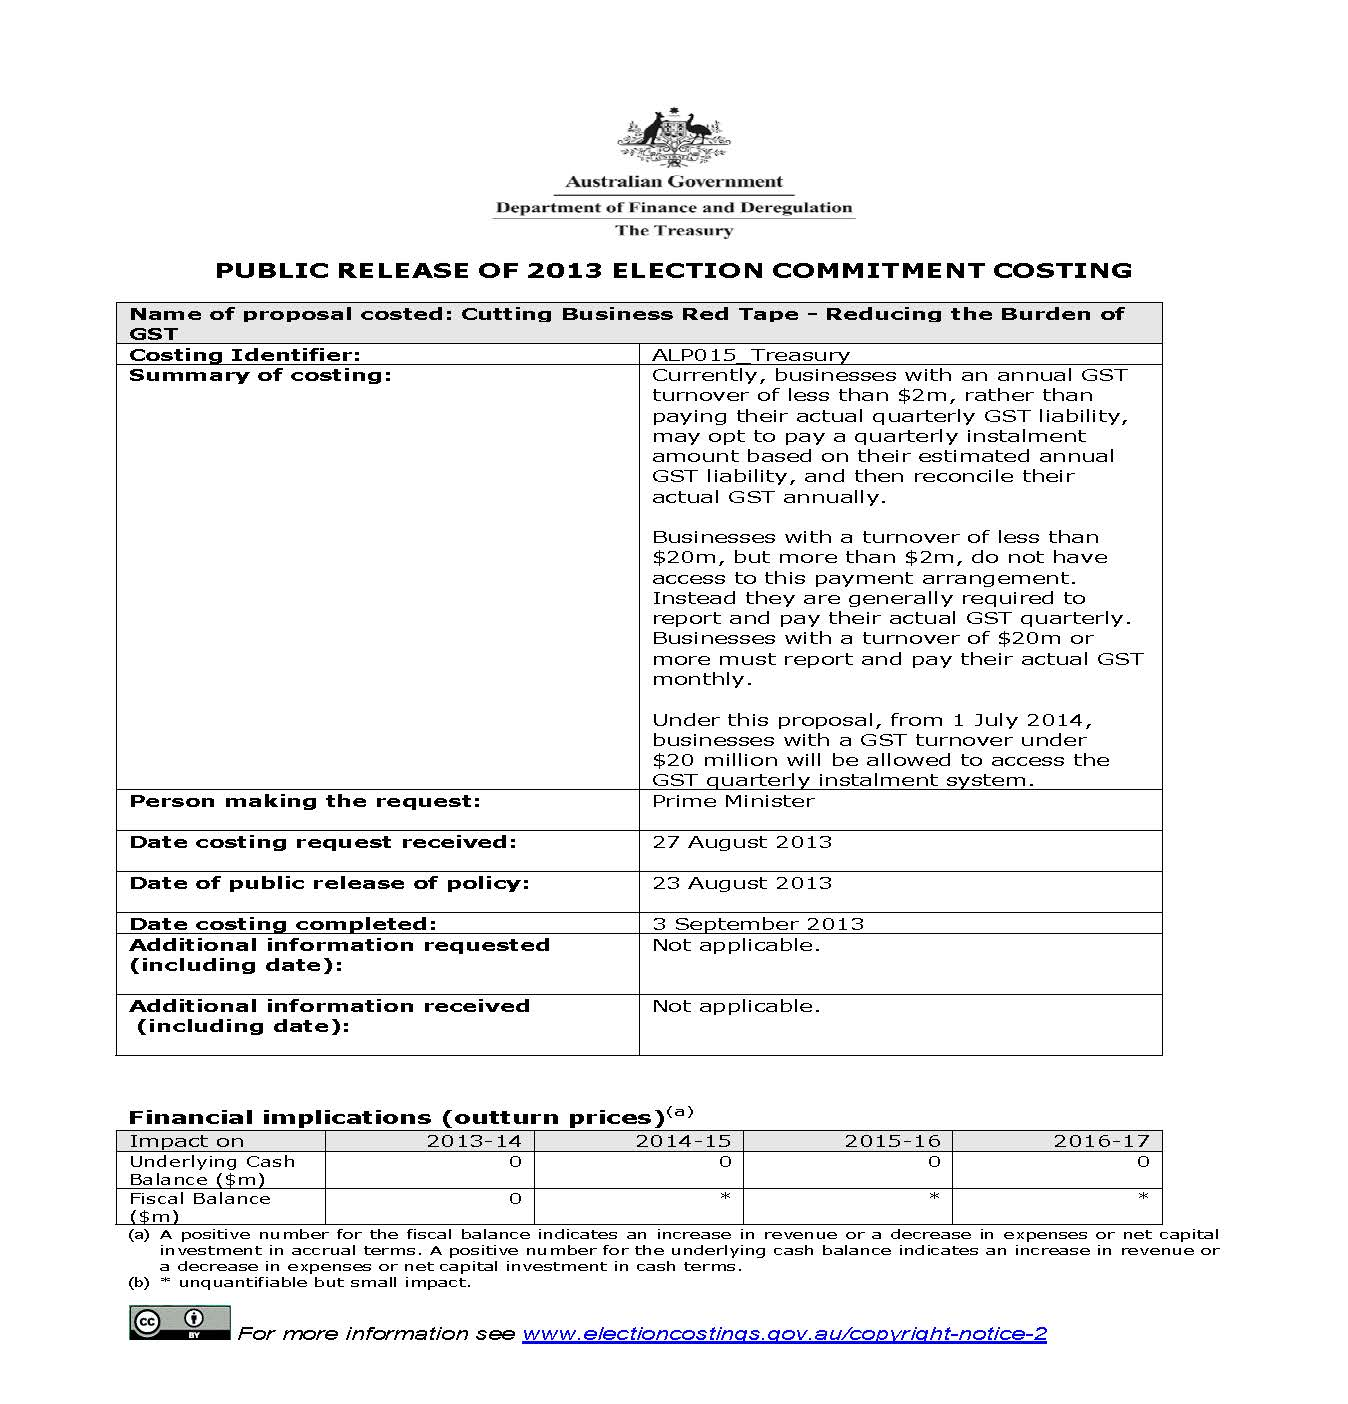 AUSTRALIA
Australian Government
Department of Finance and Deregulation
The Treasury
PUBLIC RELEASE OF 2013 ELECTION COMMITMENT COSTING
Name of proposal costed: Cutting Business Red Tape - Reducing the Burden of
GST
Costing Identifier: ALP015_Treasury
Summary of costing: Currently, businesses with an annual GST
turnover of less than $2m, rather than
paying their actual quarterly GST liability,
may opt to pay a quarterly instalment
amount based on their estimated annual
GST liability, and then reconcile their
actual GST annually.
Businesses with a turnover of less than
$20m, but more than $2m, do not have
access to this payment arrangement.
Instead they are generally required to
report and pay their actual GST quarterly.
Businesses with a turnover of $20m or
more must report and pay their actual GST
monthly.
Under this proposal, from 1 July 2014,
businesses with a GST turnover under
$20 million will be allowed to access the
GST quarterly instalment system.
Person making the request: Prime Minister
Date costing request received: 27 August 2013
Date of public release of policy: 23 August 2013
Date costing completed: 3 September 2013
Additional information requested Not applicable.
(including date):
Additional information received Not applicable.
(including date):
Financial implications (outturn prices)(a)
Impact on 2013-14 2014-15 2015-16 2016-17
Underlying Cash 0 0 0 0
Balance ($m)
Fiscal Balance 0 * * *
($m)
(a) A positive number for the fiscal balance indicates an increase in revenue or a decrease in expenses or net capital
investment in accrual terms. A positive number for the underlying cash balance indicates an increase in revenue or
a decrease in expenses or net capital investment in cash terms.
(b) * unquantifiable but small impact.
cc BY For more information see www.electioncostings.gov.au/copyright-notice-2